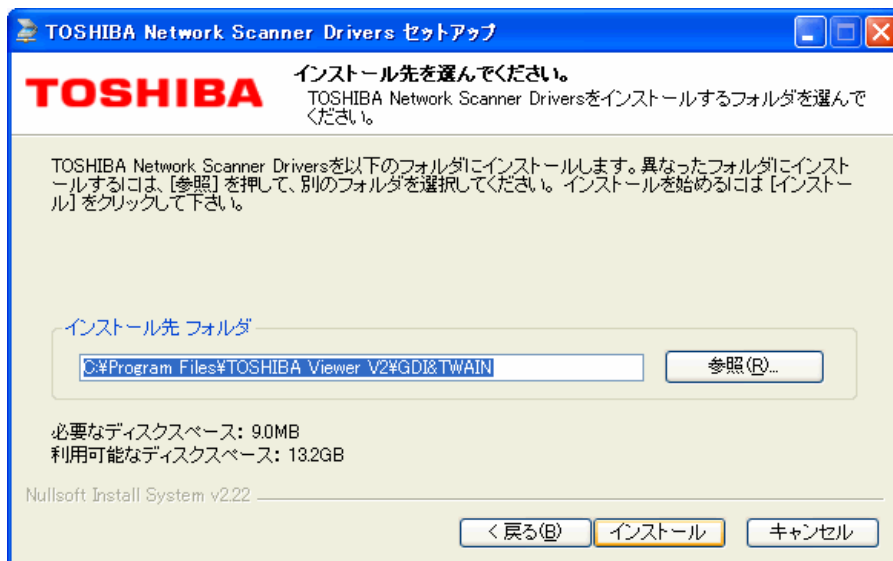 TOSHIBA Network Scanner Drivers セットアップ
TOSHIBA
インストール先を選んでください。
TOSHIBA Network Scanner Driversをインストールするフォルダを選んで
ください。
TOSHIBA Network Scanner Driversを以下のフォルダにインストールします。異なったフォルダにインスト
ールするには、[参照] を押して、別のフォルダを選択してください。インストールを始めるには [インストー
ル] をクリックして下さい。
インストール先 フォルダ
C:¥Program Files¥TOSHIBA Viewer V2¥GDI&TWAIN
参照(R)...
必要なディスクスペース: 9.0MB
利用可能なディスクスペース: 13.2GB
Nullsoft Install System v2.22
< 戻る(B)
インストール
キャンセル